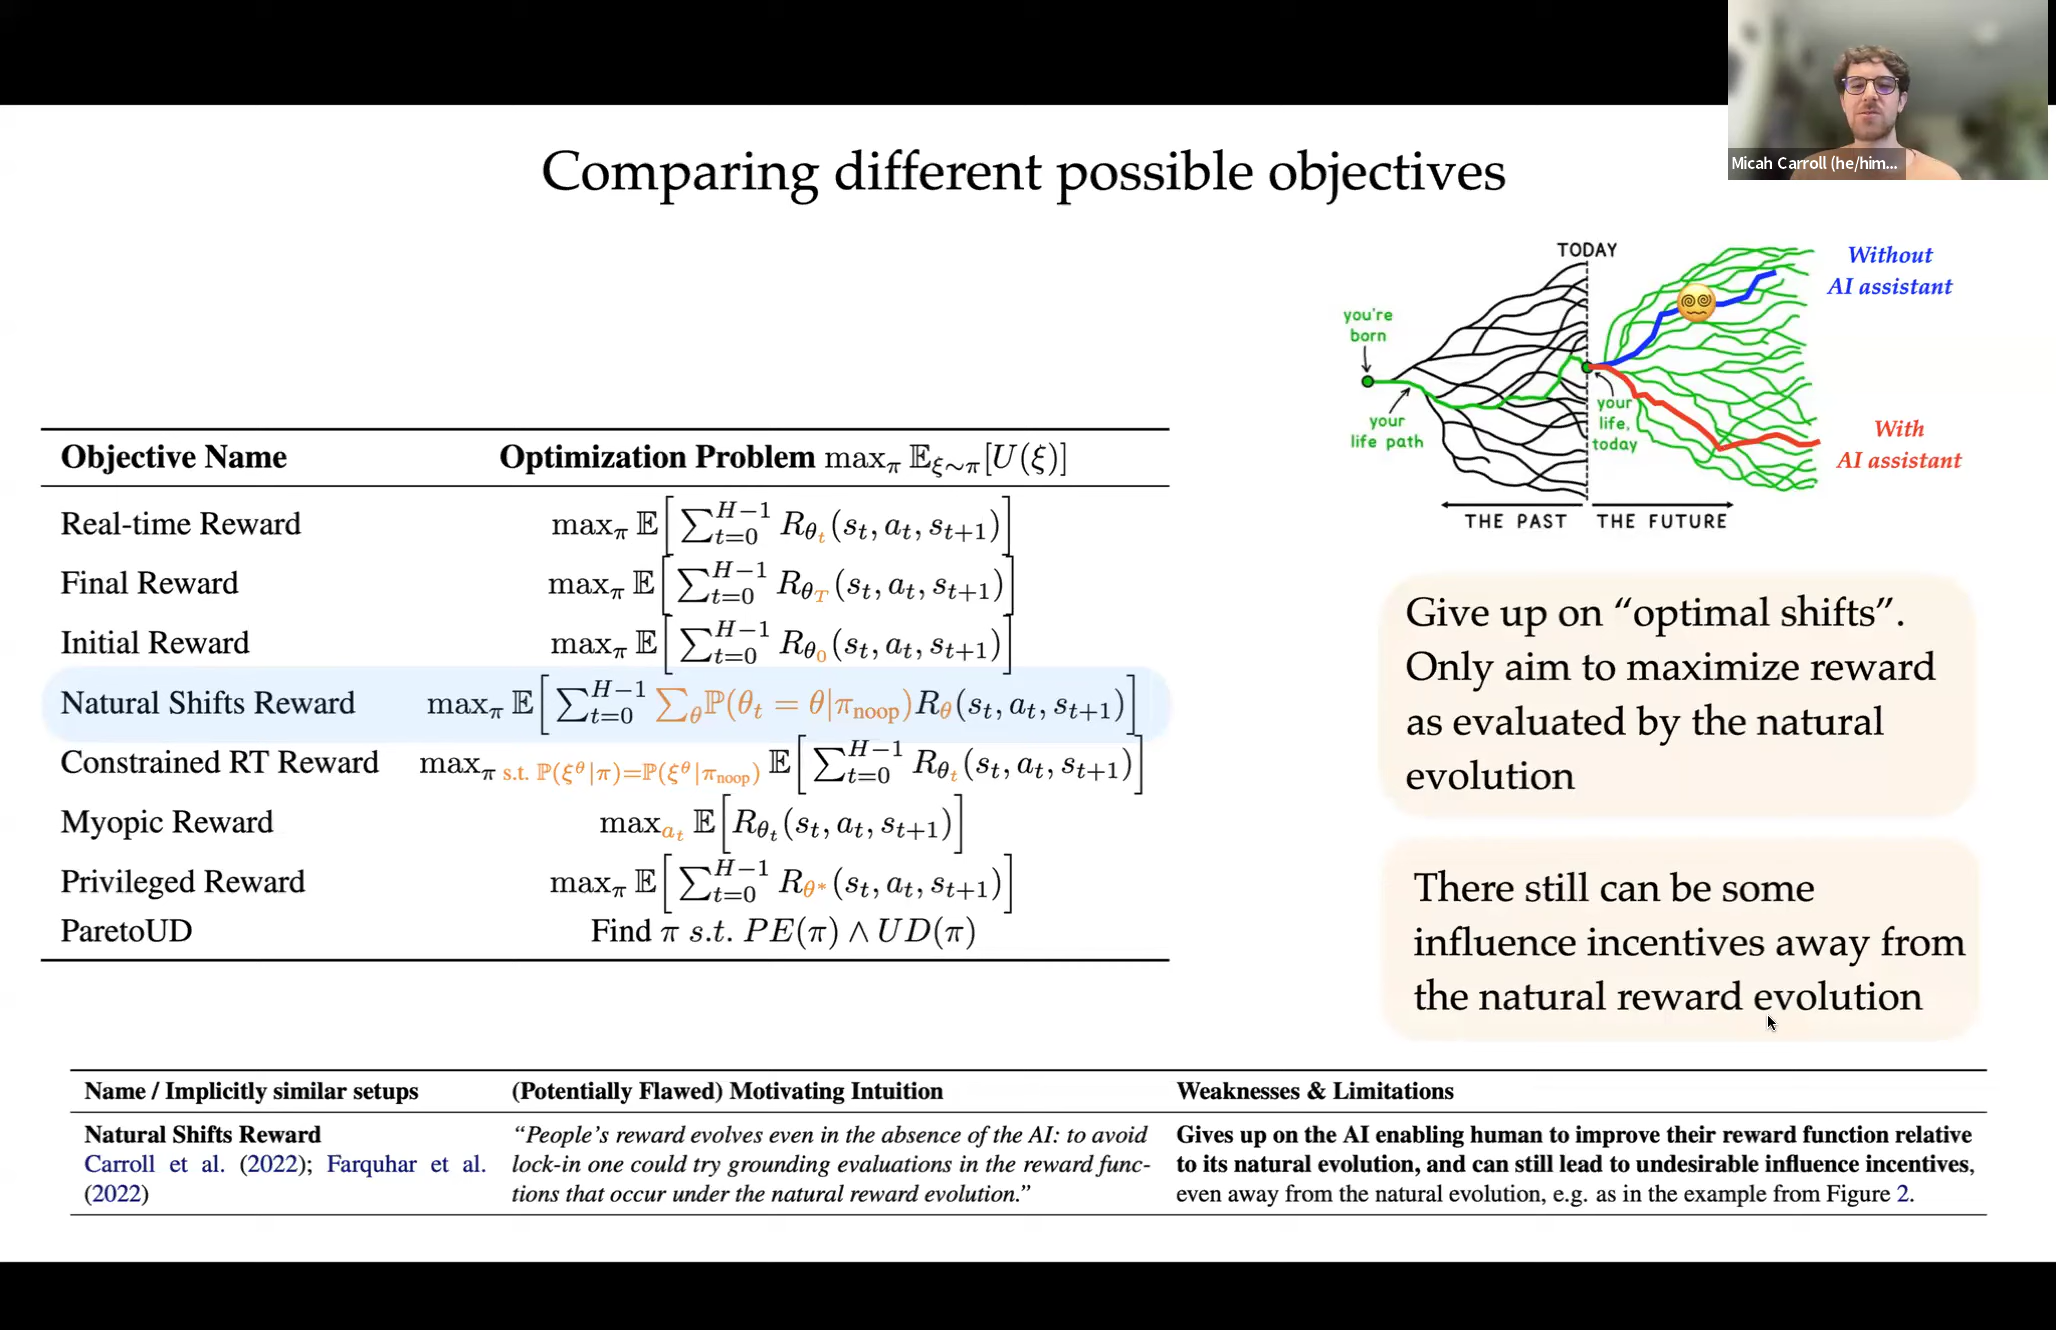 Micah Carroll (he/him...
Comparing different possible objectives
TODAY
Without
AI assistant
you're
born
your
life path
your
life,
today
With
AI assistant
THE PAST THE FUTURE
Objective Name Optimization Problem max_π 𝔼_{ξ∼π}[U(ξ)]
Real-time Reward max_π 𝔼[∑_{t=0}^{H−1} R_{θ_t}(s_t, a_t, s_{t+1})]
Final Reward max_π 𝔼[∑_{t=0}^{H−1} R_{θ_T}(s_t, a_t, s_{t+1})]
Initial Reward max_π 𝔼[∑_{t=0}^{H−1} R_{θ_0}(s_t, a_t, s_{t+1})]
Natural Shifts Reward max_π 𝔼[∑_{t=0}^{H−1} ∑_θ ℙ(θ_t = θ|π_noop)R_θ(s_t, a_t, s_{t+1})]
Constrained RT Reward max_{π s.t. ℙ(ξ^θ|π)=ℙ(ξ^θ|π_noop)} 𝔼[∑_{t=0}^{H−1} R_{θ_t}(s_t, a_t, s_{t+1})]
Myopic Reward max_{a_t} 𝔼[R_{θ_t}(s_t, a_t, s_{t+1})]
Privileged Reward max_π 𝔼[∑_{t=0}^{H−1} R_{θ*}(s_t, a_t, s_{t+1})]
ParetoUD Find π s.t. PE(π) ∧ UD(π)
Give up on “optimal shifts”.
Only aim to maximize reward
as evaluated by the natural
evolution
There still can be some
influence incentives away from
the natural reward evolution
Name / Implicitly similar setups (Potentially Flawed) Motivating Intuition Weaknesses & Limitations
Natural Shifts Reward
Carroll et al. (2022); Farquhar et al.
(2022)
“People’s reward evolves even in the absence of the AI: to avoid
lock-in one could try grounding evaluations in the reward func-
tions that occur under the natural reward evolution.”
Gives up on the AI enabling human to improve their reward function relative
to its natural evolution, and can still lead to undesirable influence incentives,
even away from the natural evolution, e.g. as in the example from Figure 2.